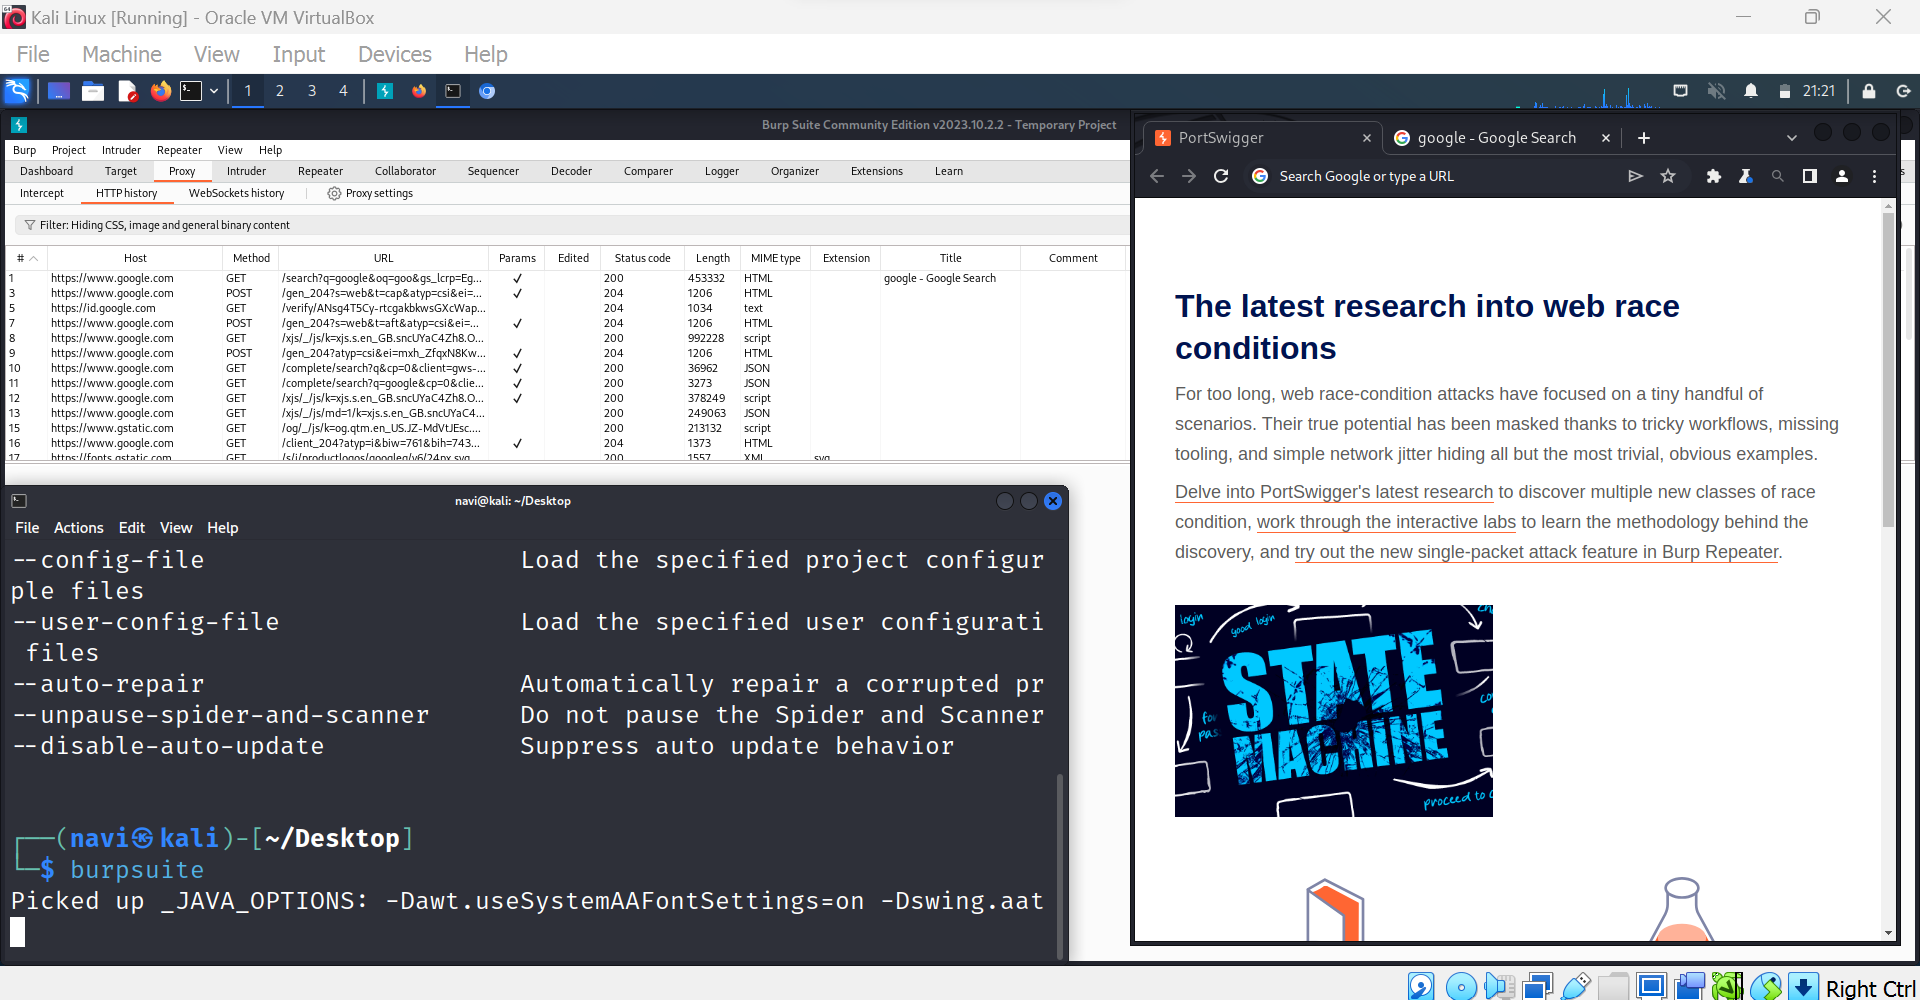 Kali Linux [Running] - Oracle VM VirtualBox
File Machine View Input Devices Help
1 2 3 4 21:21
Burp Suite Community Edition v2023.10.2.2 - Temporary Project
Burp Project Intruder Repeater View Help
Dashboard Target Proxy Intruder Repeater Collaborator Sequencer Decoder Comparer Logger Organizer Extensions Learn
Intercept HTTP history WebSockets history Proxy settings
Filter: Hiding CSS, image and general binary content
# Host Method URL Params Edited Status code Length MIME type Extension Title Comment
1 https://www.google.com GET /search?q=google&oq=goo&gs_lcrp=Eg... ✓ 200 453332 HTML google - Google Search
3 https://www.google.com POST /gen_204?s=web&t=cap&atyp=csi&ei=... ✓ 204 1206 HTML
5 https://id.google.com GET /verify/ANsg4T5Cy-rtcgakbkwsGXcWap... 204 1034 text
7 https://www.google.com POST /gen_204?s=web&t=aft&atyp=csi&ei=... ✓ 204 1206 HTML
8 https://www.google.com GET /xjs/_/js/k=xjs.s.en_GB.sncUYaC4Zh8.O... 200 992228 script
9 https://www.google.com POST /gen_204?atyp=csi&ei=mxh_ZfqxN8Kw... ✓ 204 1206 HTML
10 https://www.google.com GET /complete/search?q&cp=0&client=gws-... ✓ 200 36962 JSON
11 https://www.google.com GET /complete/search?q=google&cp=0&clie... ✓ 200 3273 JSON
12 https://www.google.com GET /xjs/_/js/k=xjs.s.en_GB.sncUYaC4Zh8.O... ✓ 200 378249 script
13 https://www.google.com GET /xjs/_/js/md=1/k=xjs.s.en_GB.sncUYaC4... 200 249063 JSON
15 https://www.gstatic.com GET /og/_/js/k=og.qtm.en_US.JZ-MdVtJEsc.... 200 213132 script
16 https://www.google.com GET /client_204?atyp=i&biw=761&bih=743... ✓ 204 1373 HTML
17 https://fonts.gstatic.com GET /s/i/productlogos/googleg/v6/24px.svg 200 1557 XML svg
navi@kali: ~/Desktop
File Actions Edit View Help
--config-file Load the specified project configur
ple files
--user-config-file Load the specified user configurati
files
--auto-repair Automatically repair a corrupted pr
--unpause-spider-and-scanner Do not pause the Spider and Scanner
--disable-auto-update Suppress auto update behavior
┌──(navi㉿kali)-[~/Desktop]
└─$ burpsuite
Picked up _JAVA_OPTIONS: -Dawt.useSystemAAFontSettings=on -Dswing.aat
PortSwigger google - Google Search
Search Google or type a URL
The latest research into web race
conditions
For too long, web race-condition attacks have focused on a tiny handful of
scenarios. Their true potential has been masked thanks to tricky workflows, missing
tooling, and simple network jitter hiding all but the most trivial, obvious examples.
Delve into PortSwigger's latest research to discover multiple new classes of race
condition, work through the interactive labs to learn the methodology behind the
discovery, and try out the new single-packet attack feature in Burp Repeater.
login
good login
STATE
MACHINE
proceed to c
Right Ctrl